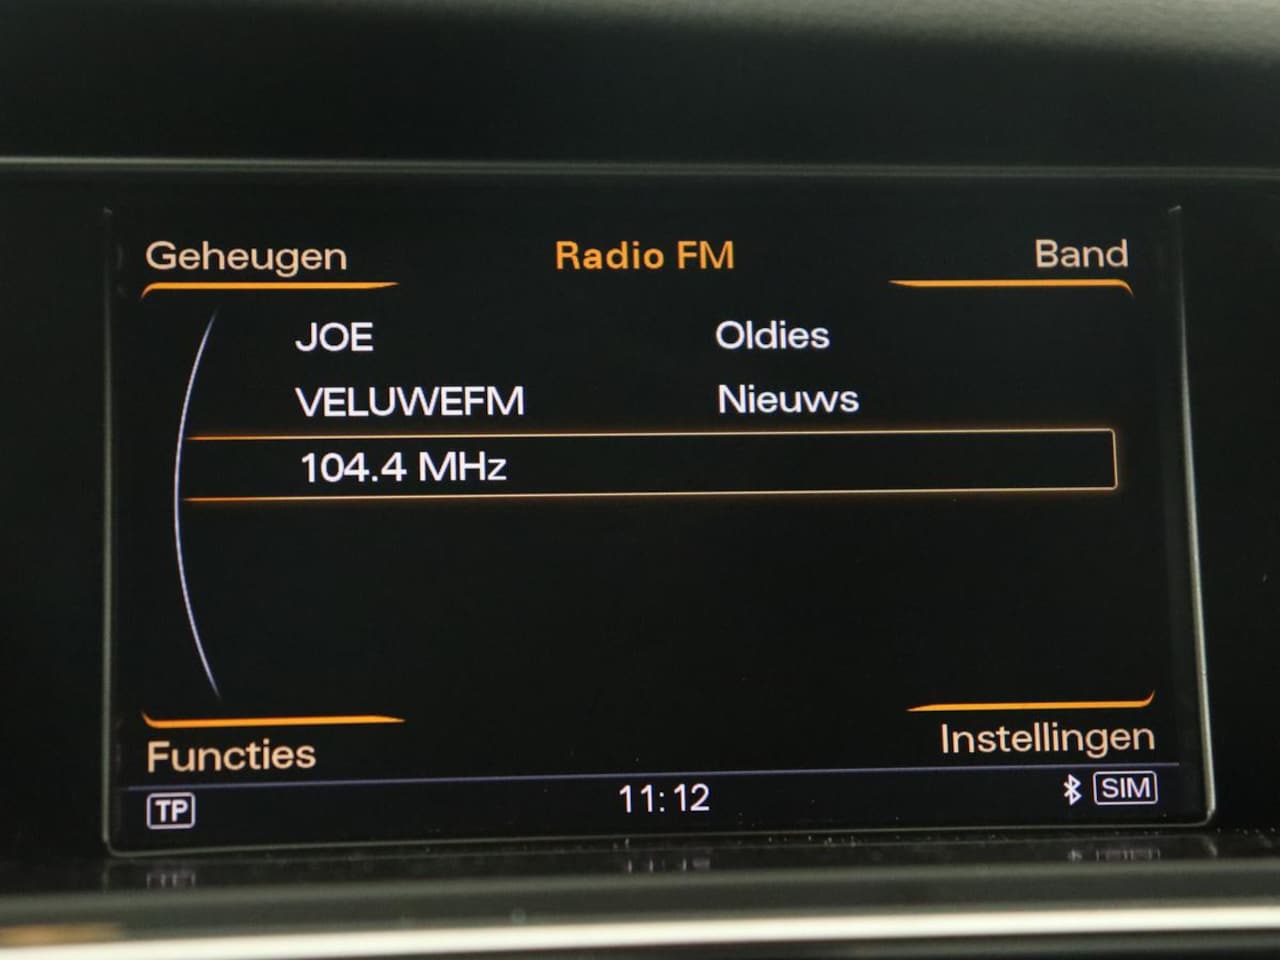 Geheugen Radio FM Band
JOE Oldies
VELUWEFM Nieuws
104.4 MHz
Functies Instellingen
TP 11:12 SIM